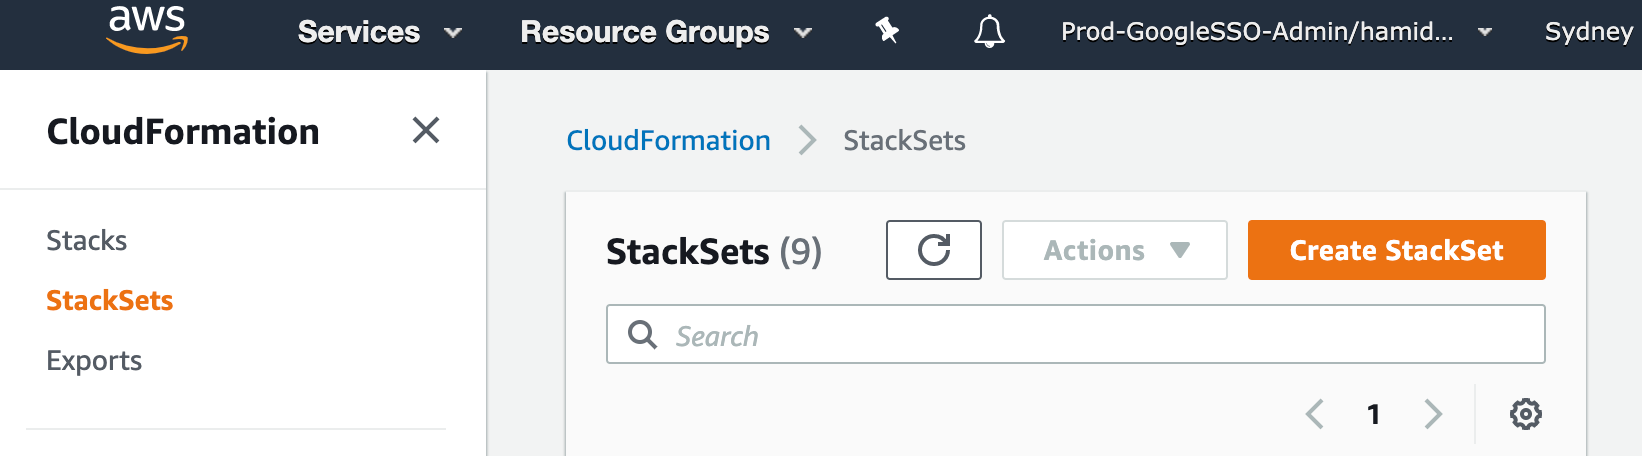 aws
Services
Resource Groups
Prod-GoogleSSO-Admin/hamid...
Sydney
CloudFormation
Stacks
StackSets
Exports
CloudFormation
StackSets
StackSets (9)
Actions
Create StackSet
Search
1